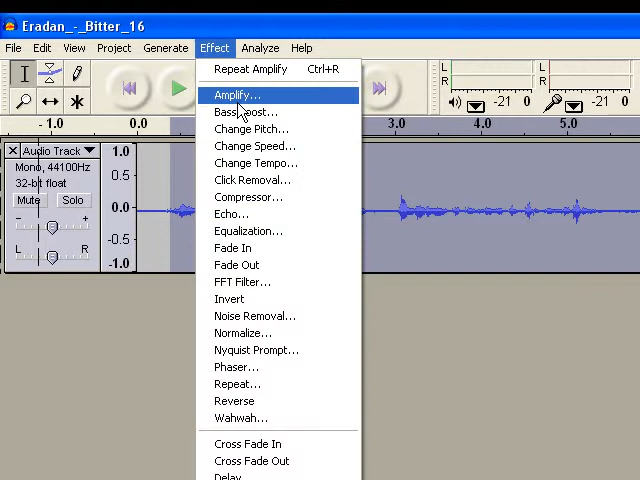 Eradan_-_Bitter_16
File Edit View Project Generate Effect Analyze Help
Repeat Amplify Ctrl+R
Amplify...
Change Pitch...
Change Speed...
Change Tempo...
Click Removal...
Compressor...
Echo...
Equalization...
Fade In
Fade Out
FFT Filter...
Invert
Noise Removal...
Normalize...
Nyquist Prompt...
Phaser...
Repeat...
Reverse
Wahwah...
Cross Fade In
Cross Fade Out
Delay
L
R
-21 0
L
R
-21 0
-1.0 0.0 3.0 4.0 5.0
Audio Track
Mono, 44100Hz
32-bit float
Mute Solo
- +
L R
1.0
0.5
0.0
-0.5
-1.0